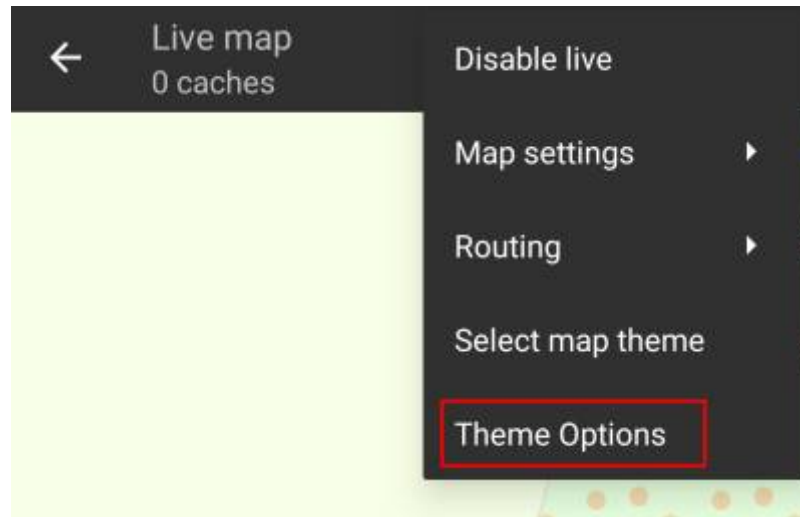 Live map
0 caches
Disable live
Map settings
Routing
Select map theme
Theme Options